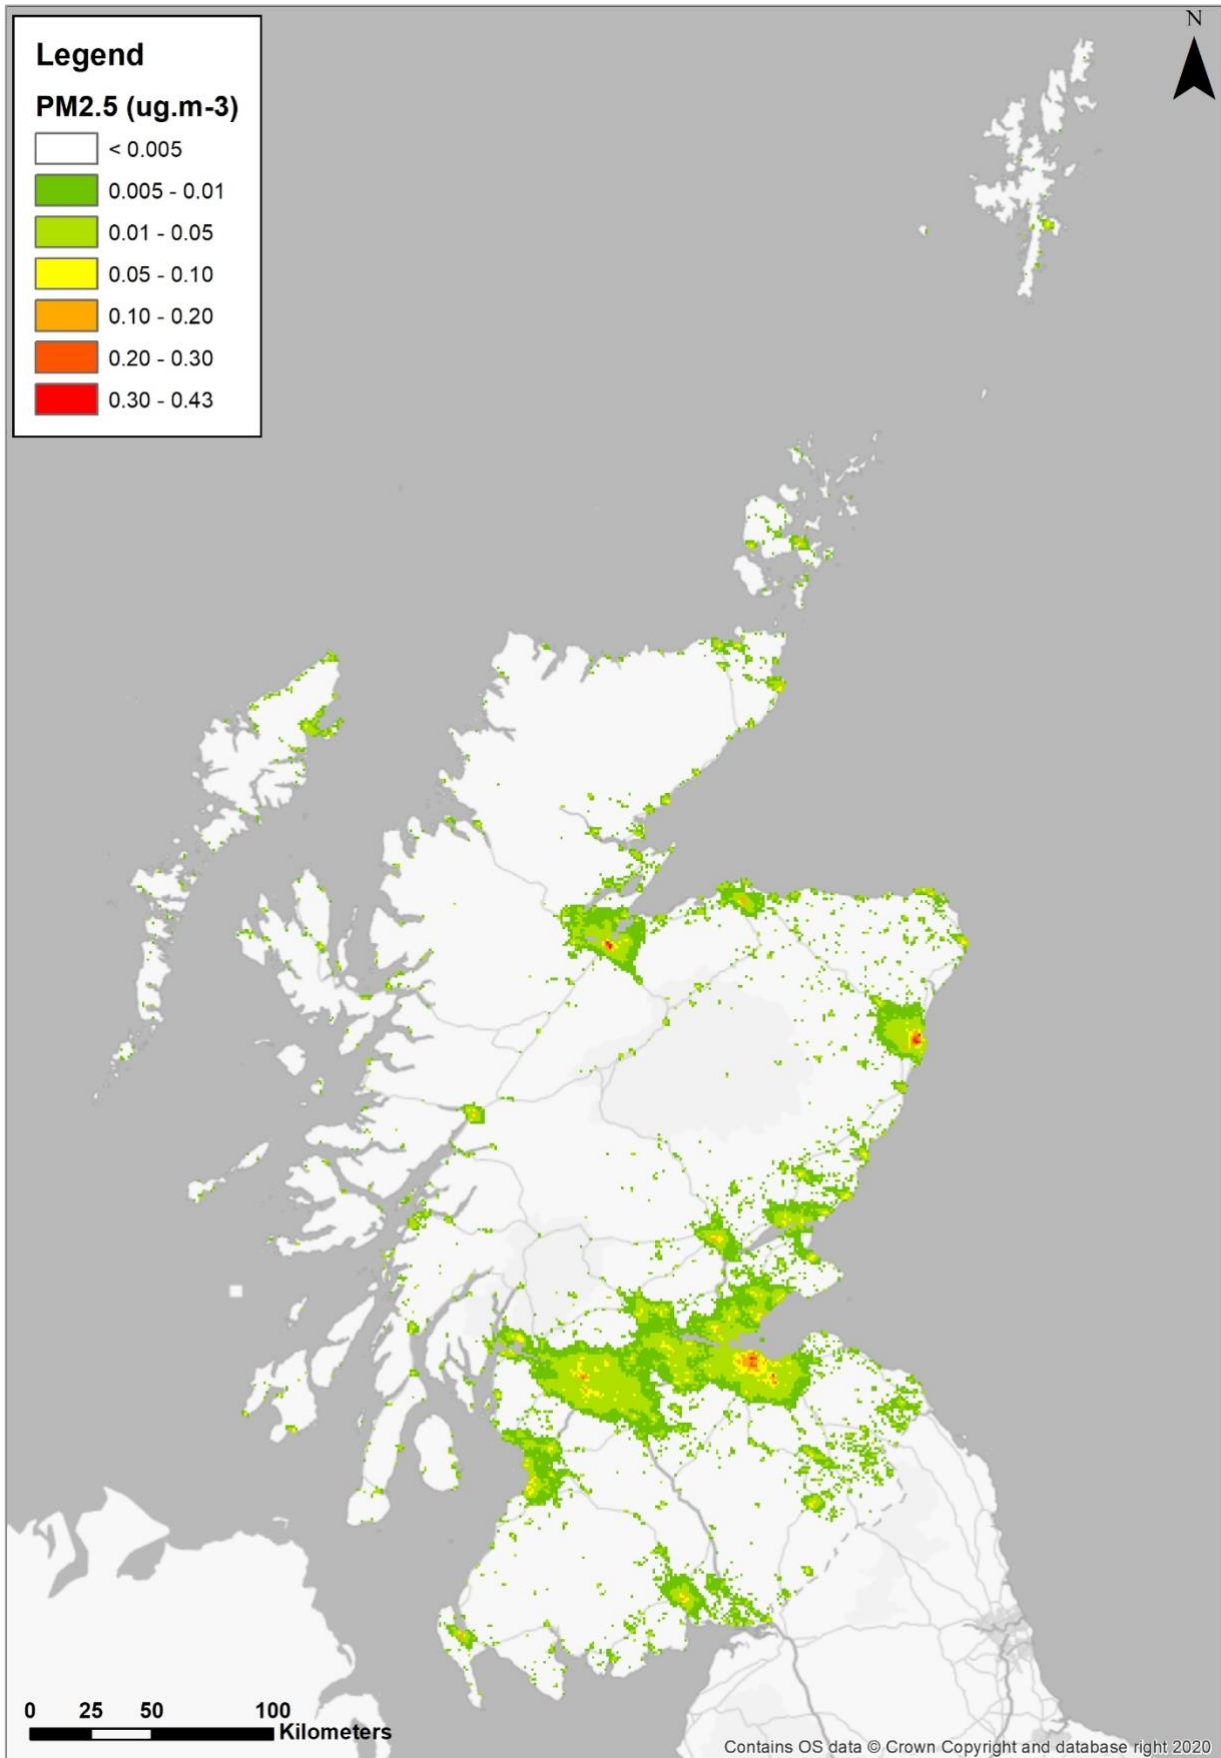 Legend
PM2.5 (ug.m-3)
< 0.005
0.005 - 0.01
0.01 - 0.05
0.05 - 0.10
0.10 - 0.20
0.20 - 0.30
0.30 - 0.43
N
0 25 50 100
Kilometers
Contains OS data © Crown Copyright and database right 2020